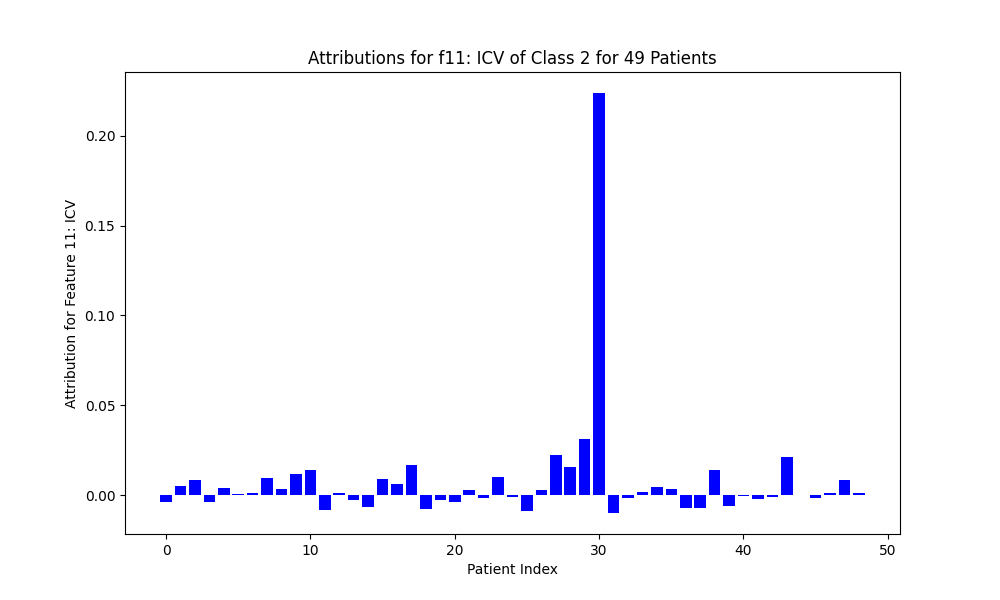 Attributions for f11: ICV of Class 2 for 49 Patients
Attribution for Feature 11: ICV
0.20
0.15
0.10
0.05
0.00
0 10 20 30 40 50
Patient Index